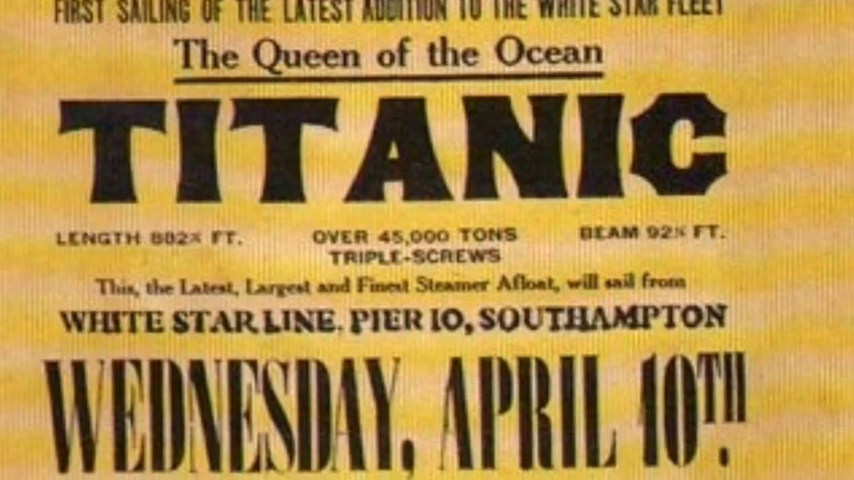 FIRST SAILING OF THE LATEST ADDITION TO THE WHITE STAR FLEET
The Queen of the Ocean
TITANIC
LENGTH 882¾ FT. OVER 45,000 TONS BEAM 92½ FT.
TRIPLE-SCREWS
This, the Latest, Largest and Finest Steamer Afloat, will sail from
WHITE STAR LINE. PIER 10, SOUTHAMPTON
WEDNESDAY, APRIL 10TH.